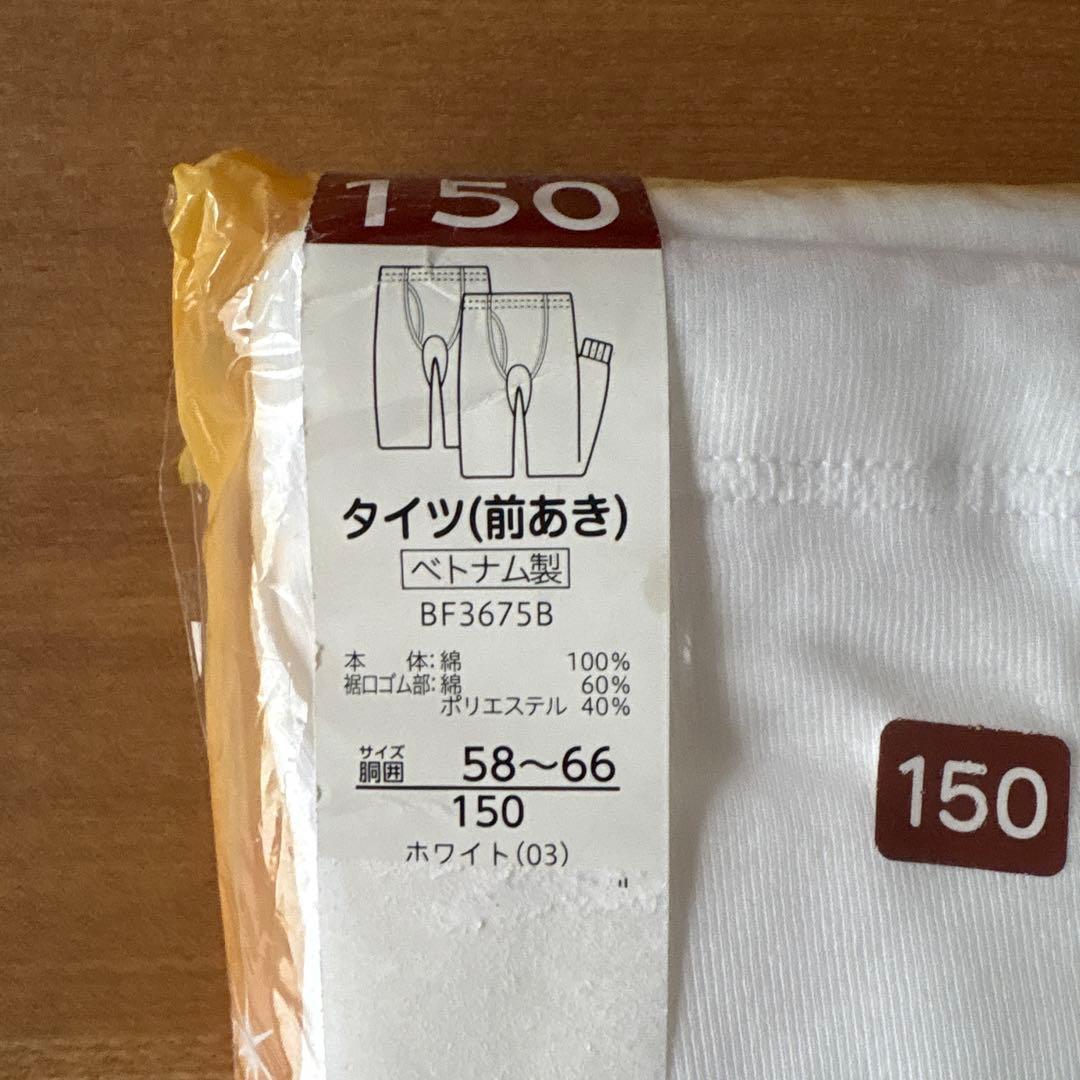 150
タイツ(前あき)
ベトナム製
BF3675B
本 体:綿 100%
裾口ゴム部:綿 60%
ポリエステル 40%
サイズ
胴囲 58〜66
150
ホワイト(03)
150